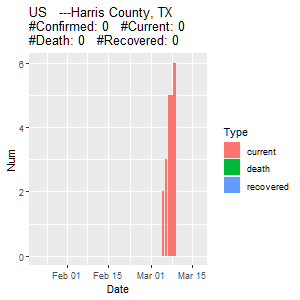 US ---Harris County, TX
#Confirmed: 0 #Current: 0
#Death: 0 #Recovered: 0
6
4
2
0
Num
Feb 01 Feb 15 Mar 01 Mar 15
Date
Type
current
death
recovered